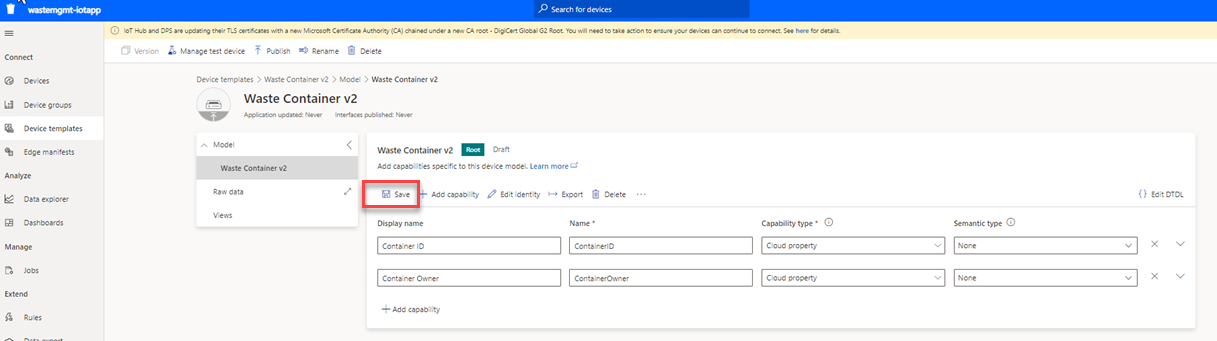 wastemgmt-iotapp
Search for devices
IoT Hub and DPS are updating their TLS certificates with a new Microsoft Certificate Authority (CA) chained under a new CA root - DigiCert Global G2 Root. You will need to take action to ensure your devices can continue to connect. See here for details.
Version Manage test device Publish Rename Delete
Connect
Devices
Device groups
Device templates
Edge manifests
Analyze
Data explorer
Dashboards
Manage
Jobs
Extend
Rules
Data export
Device templates > Waste Container v2 > Model > Waste Container v2
Waste Container v2
Application updated: Never Interfaces published: Never
Model
Waste Container v2
Raw data
Views
Waste Container v2 Root Draft
Add capabilities specific to this device model. Learn more
Save Add capability Edit identity Export Delete ··· {} Edit DTDL
Display name Name * Capability type * Semantic type
Container ID ContainerID Cloud property None
Container Owner ContainerOwner Cloud property None
Add capability